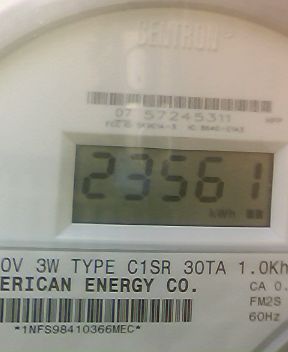 CENTRON
07 57245311
23561
kWh
0V 3W TYPE C1SR 30TA 1.0Kh
ERICAN ENERGY CO.
CA 0.
FM2S
60Hz
*1NFS98410366MEC*